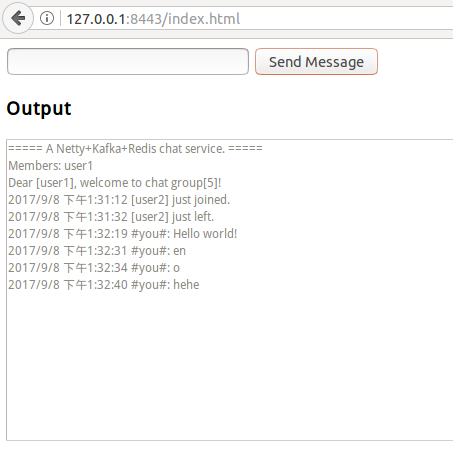 127.0.0.1:8443/index.html
Send Message
Output
===== A Netty+Kafka+Redis chat service. =====
Members: user1
Dear [user1], welcome to chat group[5]!
2017/9/8 下午1:31:12 [user2] just joined.
2017/9/8 下午1:31:32 [user2] just left.
2017/9/8 下午1:32:19 #you#: Hello world!
2017/9/8 下午1:32:31 #you#: en
2017/9/8 下午1:32:34 #you#: o
2017/9/8 下午1:32:40 #you#: hehe